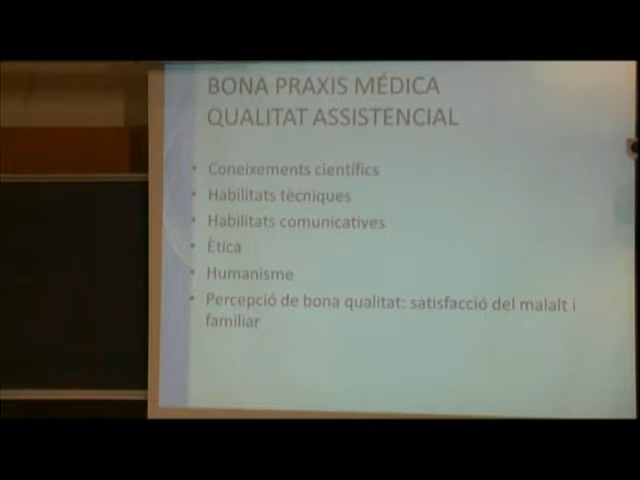 BONA PRAXIS MÉDICA
QUALITAT ASSISTENCIAL
• Coneixements científics
• Habilitats tècniques
• Habilitats comunicatives
• Ètica
• Humanisme
• Percepció de bona qualitat: satisfacció del malalt i
familiar